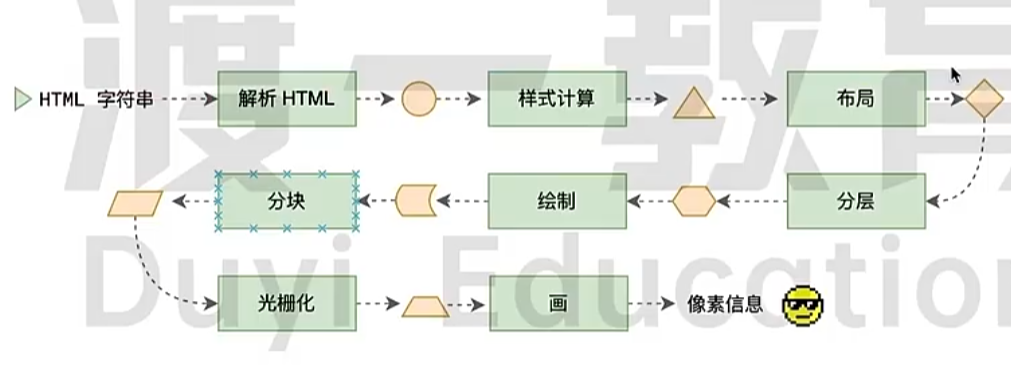 渡一教育
HTML 字符串
解析 HTML
样式计算
布局
分层
绘制
分块
光栅化
画
像素信息
Duyi Education